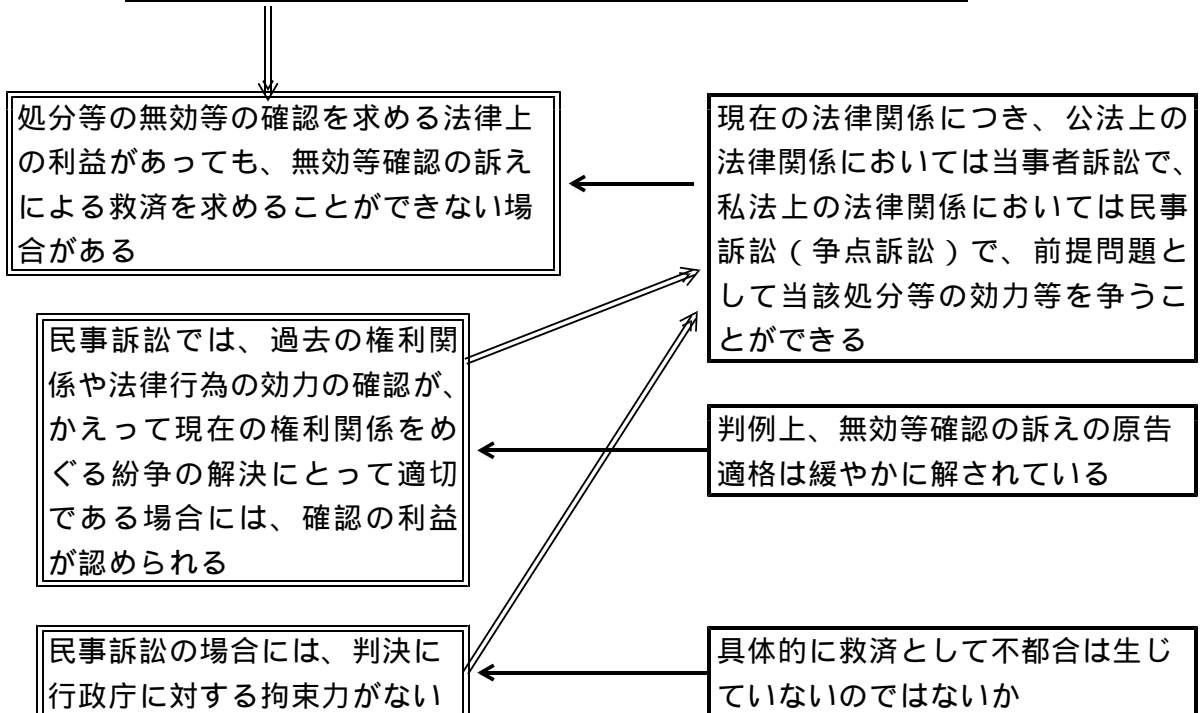 処分等の無効等の確認を求める法律上
の利益があっても、無効等確認の訴え
による救済を求めることができない場
合がある
現在の法律関係につき、公法上の
法律関係においては当事者訴訟で、
私法上の法律関係においては民事
訴訟（争点訴訟）で、前提問題と
して当該処分等の効力等を争うこ
とができる
民事訴訟では、過去の権利関
係や法律行為の効力の確認が、
かえって現在の権利関係をめ
ぐる紛争の解決にとって適切
である場合には、確認の利益
が認められる
判例上、無効等確認の訴えの原告
適格は緩やかに解されている
民事訴訟の場合には、判決に
行政庁に対する拘束力がない
具体的に救済として不都合は生じ
ていないのではないか